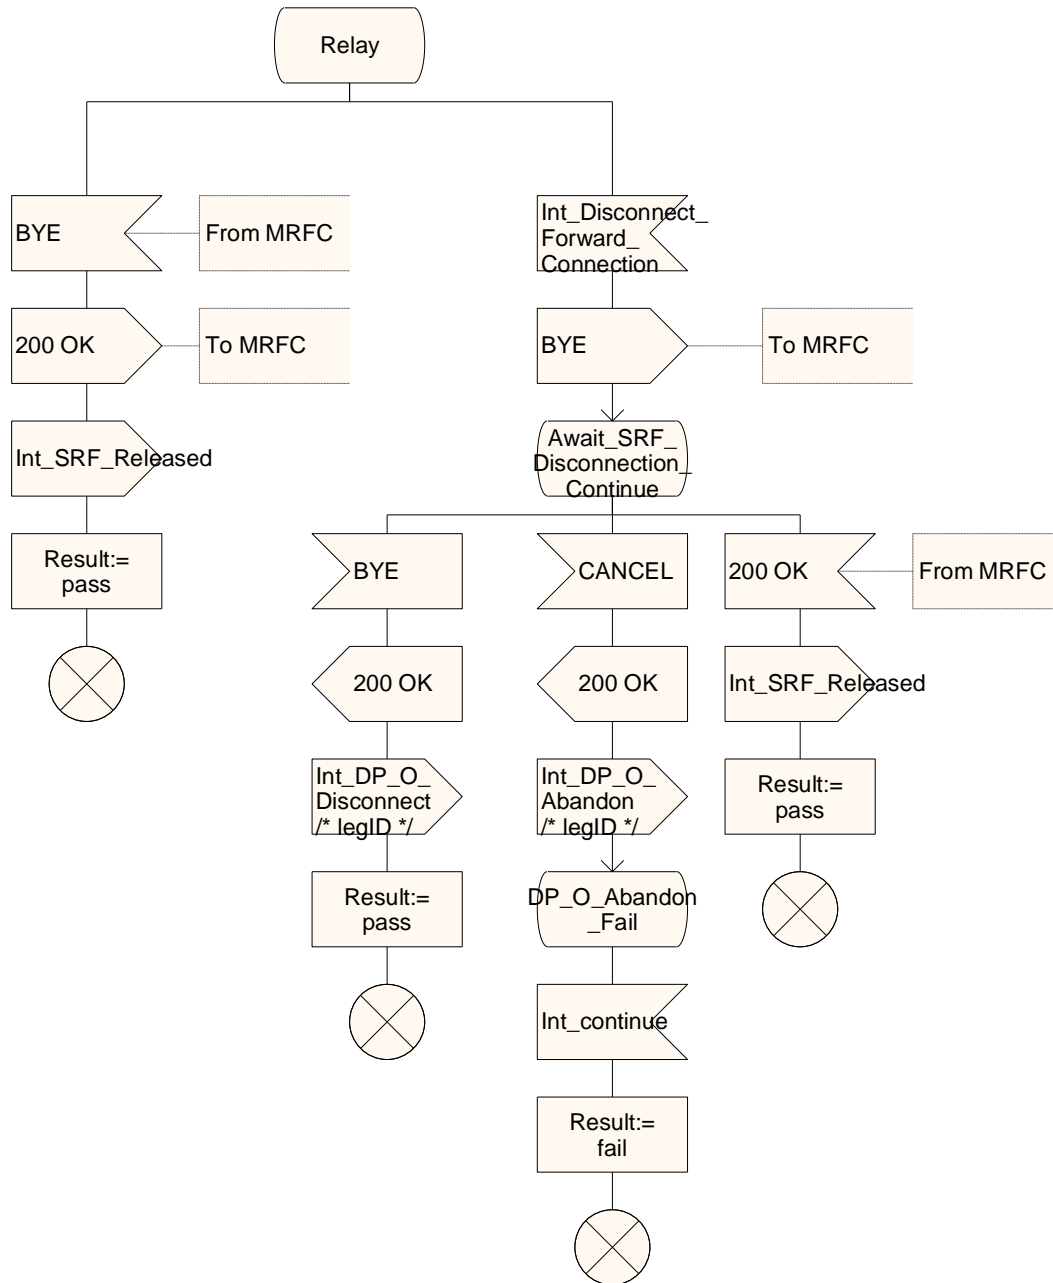 Relay
BYE
From MRFC
Int_Disconnect_
Forward_
Connection
200 OK
To MRFC
BYE
To MRFC
Int_SRF_Released
Await_SRF_
Disconnection_
Continue
Result:=
pass
BYE
CANCEL
200 OK
From MRFC
200 OK
200 OK
Int_SRF_Released
Int_DP_O_
Disconnect
/* legID */
Int_DP_O_
Abandon
/* legID */
Result:=
pass
Result:=
pass
DP_O_Abandon
_Fail
Int_continue
Result:=
fail